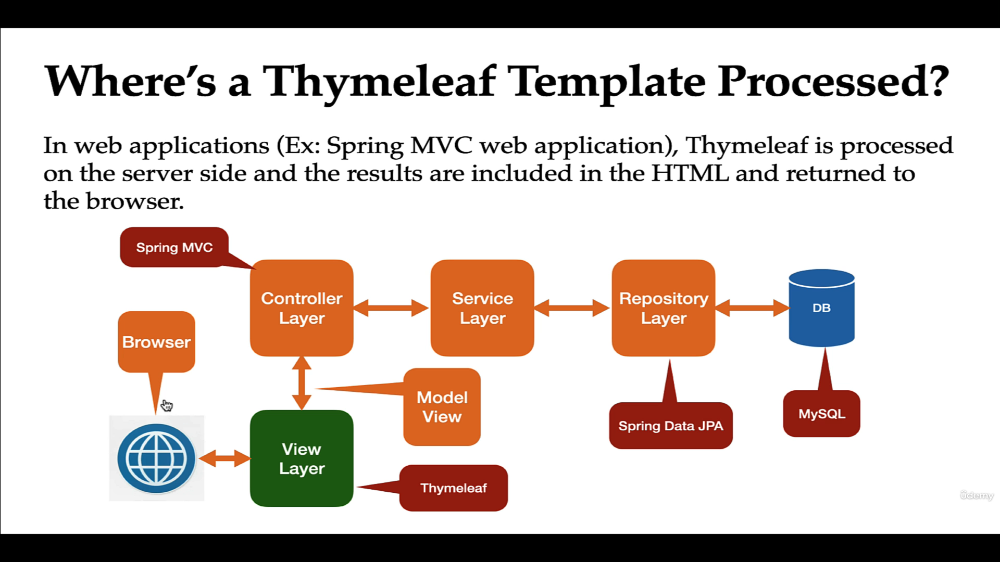 Where’s a Thymeleaf Template Processed?
In web applications (Ex: Spring MVC web application), Thymeleaf is processed
on the server side and the results are included in the HTML and returned to
the browser.
Spring MVC
Controller
Layer
Service
Layer
Repository
Layer
DB
Browser
Model
View
Spring Data JPA
MySQL
View
Layer
Thymeleaf
ûdemy